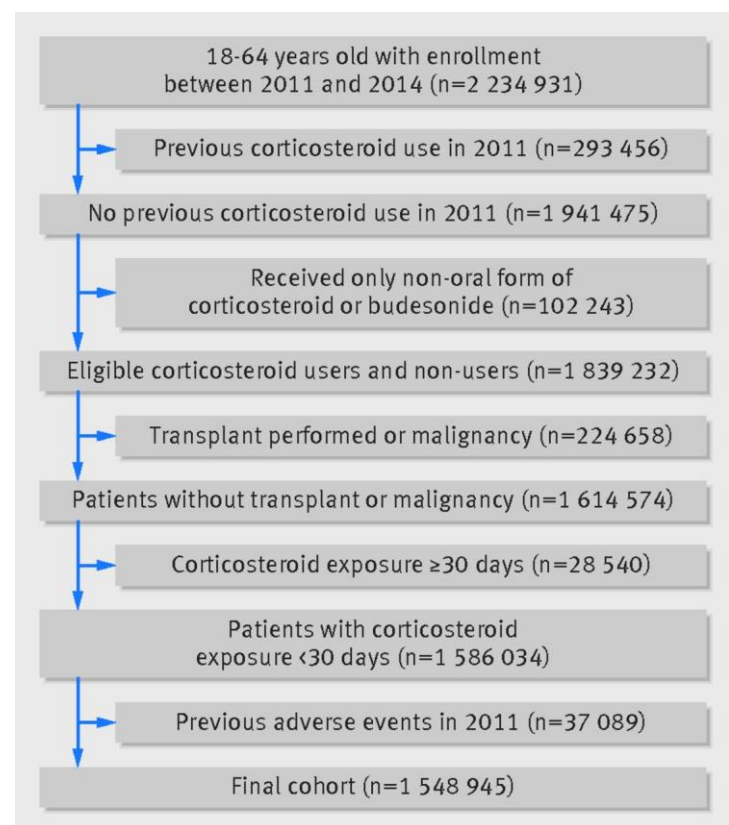 18-64 years old with enrollment
between 2011 and 2014 (n=2 234 931)
Previous corticosteroid use in 2011 (n=293 456)
No previous corticosteroid use in 2011 (n=1 941 475)
Received only non-oral form of
corticosteroid or budesonide (n=102 243)
Eligible corticosteroid users and non-users (n=1 839 232)
Transplant performed or malignancy (n=224 658)
Patients without transplant or malignancy (n=1 614 574)
Corticosteroid exposure ≥30 days (n=28 540)
Patients with corticosteroid
exposure <30 days (n=1 586 034)
Previous adverse events in 2011 (n=37 089)
Final cohort (n=1 548 945)